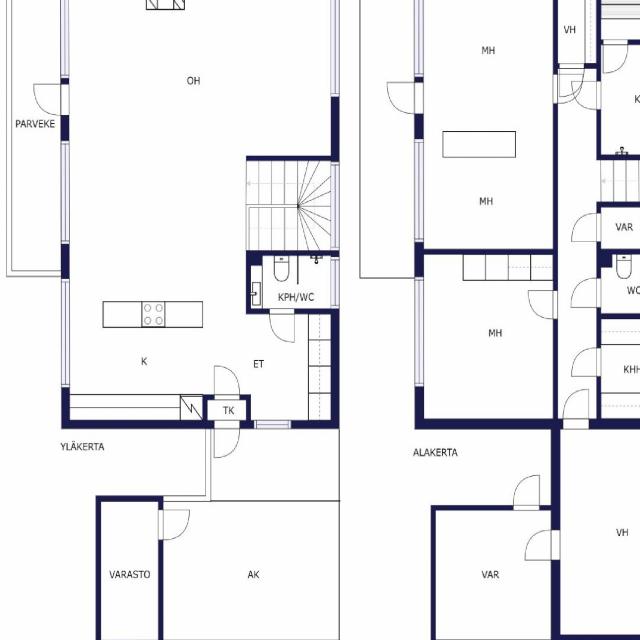 VH
MH
OH
K
PARVEKE
MH
VAR
WC
KPH/WC
MH
K
ET
KHH
TK
YLÄKERTA
ALAKERTA
VH
VARASTO
AK
VAR